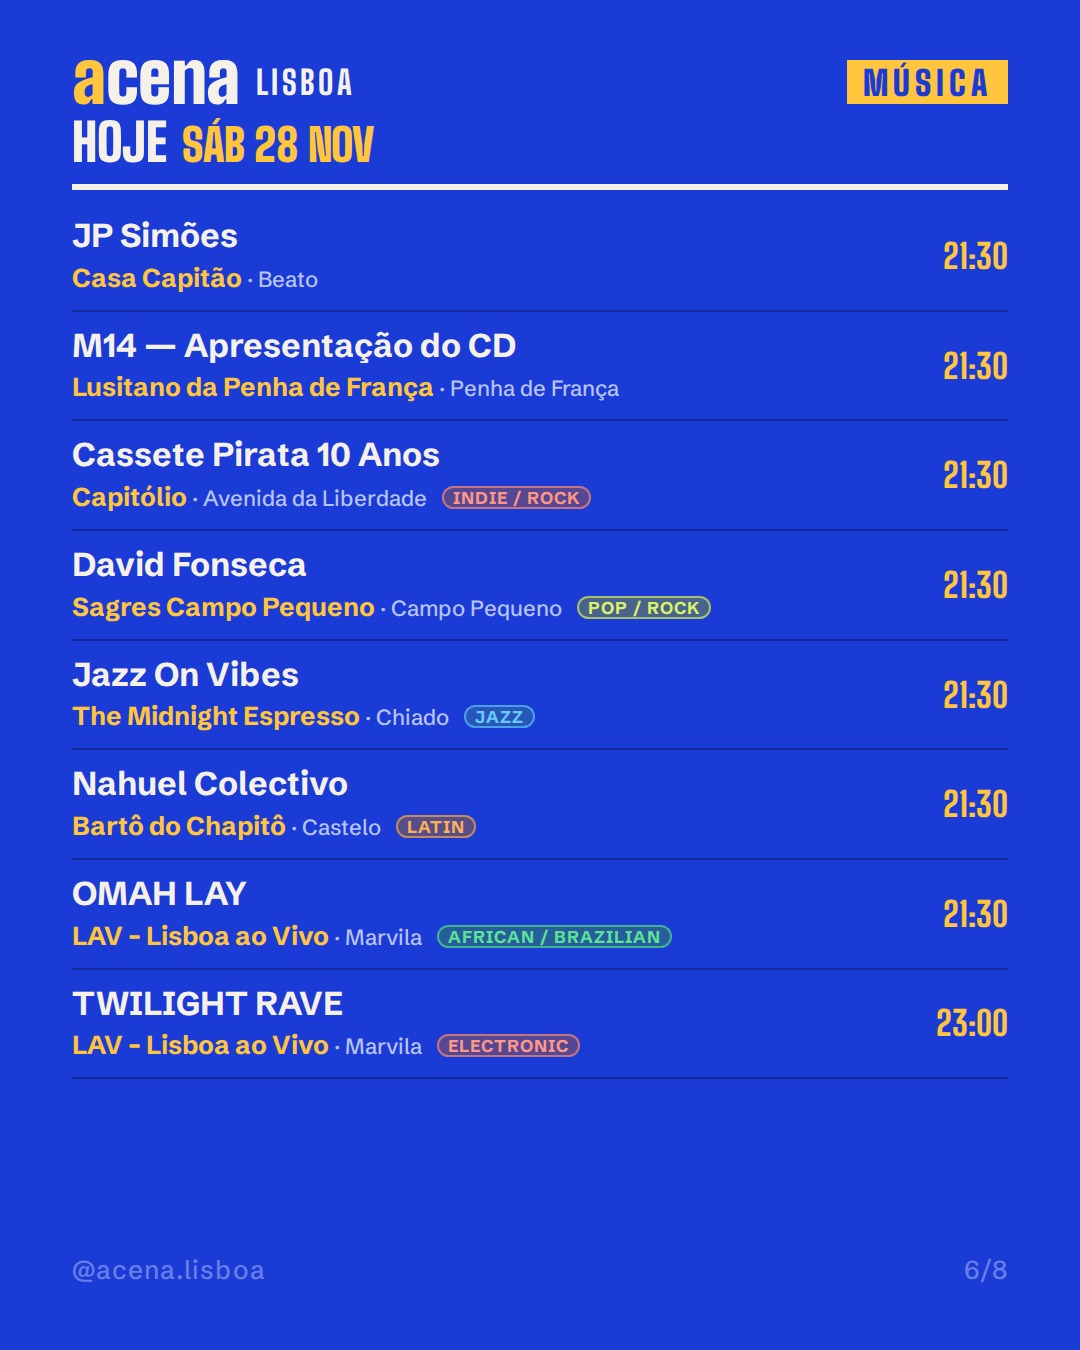 acena LISBOA
MÚSICA
HOJE SÁB 28 NOV
JP Simões
Casa Capitão · Beato
21:30
M14 — Apresentação do CD
Lusitano da Penha de França · Penha de França
21:30
Cassete Pirata 10 Anos
Capitólio · Avenida da Liberdade INDIE / ROCK
21:30
David Fonseca
Sagres Campo Pequeno · Campo Pequeno POP / ROCK
21:30
Jazz On Vibes
The Midnight Espresso · Chiado JAZZ
21:30
Nahuel Colectivo
Bartô do Chapitô · Castelo LATIN
21:30
OMAH LAY
LAV - Lisboa ao Vivo · Marvila AFRICAN / BRAZILIAN
21:30
TWILIGHT RAVE
LAV - Lisboa ao Vivo · Marvila ELECTRONIC
23:00
@acena.lisboa
6/8